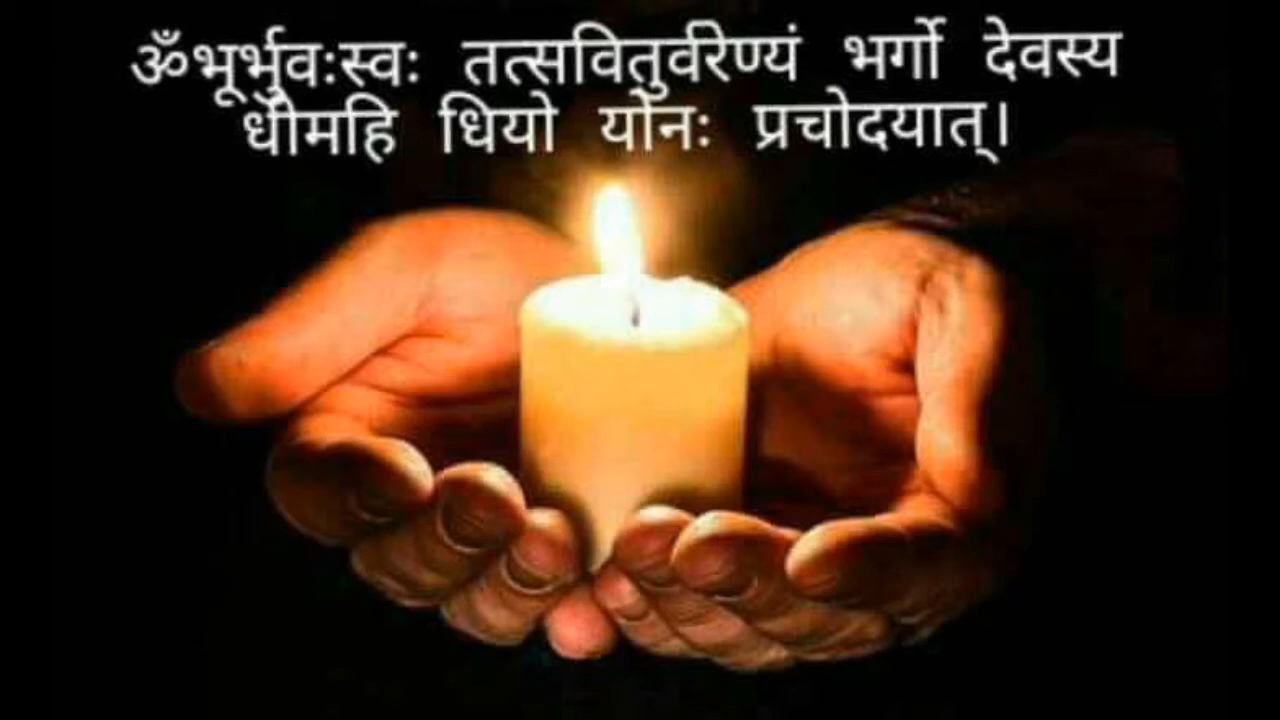 ॐभूर्भुवःस्वः तत्सवितुर्वरेण्यं भर्गो देवस्य
धीमहि धियो योनः प्रचोदयात्।